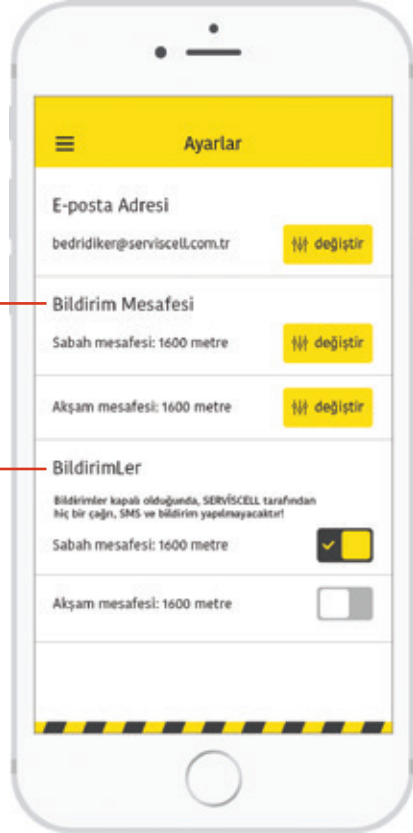 Ayarlar
E-posta Adresi
bedridiker@serviscell.com.tr
değiştir
Bildirim Mesafesi
Sabah mesafesi: 1600 metre
değiştir
Akşam mesafesi: 1600 metre
değiştir
BildirimLer
Bildirimler kapalı olduğunda, SERVİSCELL tarafından
hiç bir çağrı, SMS ve bildirim yapılmayacaktır!
Sabah mesafesi: 1600 metre
Akşam mesafesi: 1600 metre